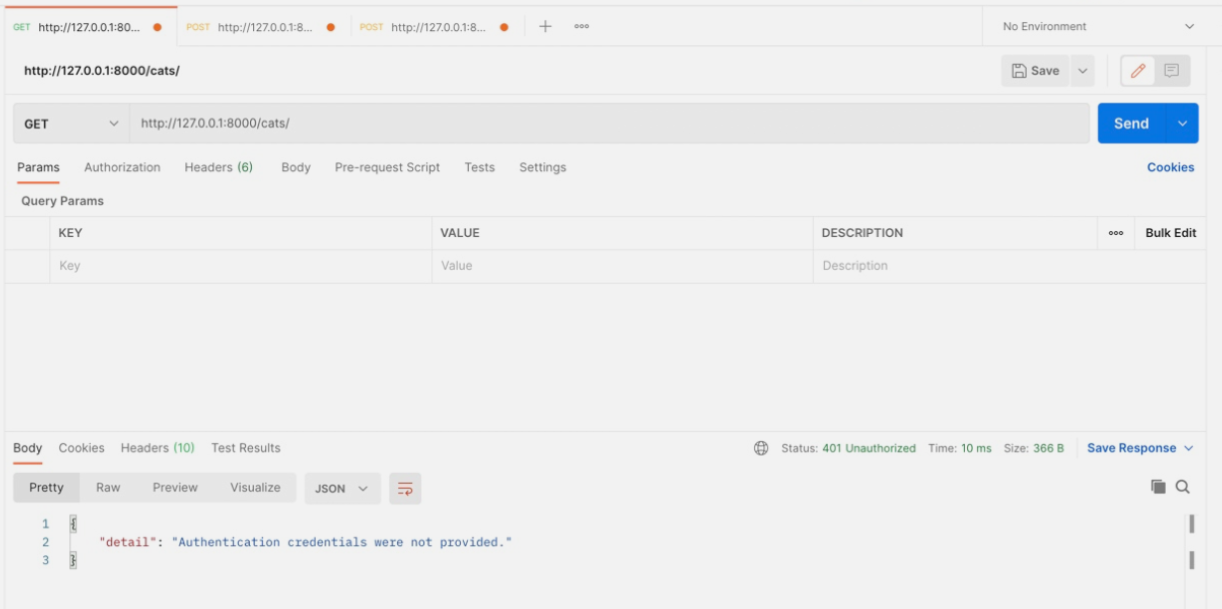 GET http://127.0.0.1:80... POST http://127.0.0.1:8... POST http://127.0.0.1:8... No Environment
http://127.0.0.1:8000/cats/ Save
GET http://127.0.0.1:8000/cats/ Send
Params Authorization Headers (6) Body Pre-request Script Tests Settings Cookies
Query Params
KEY VALUE DESCRIPTION Bulk Edit
Key Value Description
Body Cookies Headers (10) Test Results Status: 401 Unauthorized Time: 10 ms Size: 366 B Save Response
Pretty Raw Preview Visualize JSON
1 {
2 "detail": "Authentication credentials were not provided."
3 }